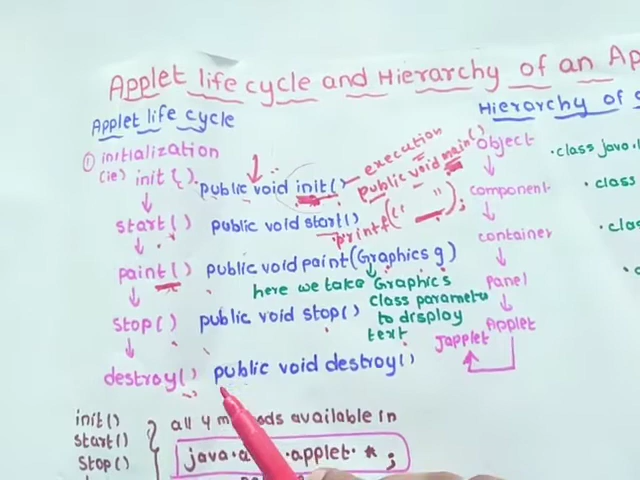 Applet life cycle and Hierarchy of an Ap
Applet life cycle
① initialization
(ie) init().
public void init()
execution
public void main()
printf(" ");
start()
public void start()
paint()
public void paint(Graphics g)
here we take Graphics
class parameter
to display
text
stop()
public void stop()
destroy()
public void destroy()
init()
start()
stop()
all 4 available in
applet.*;
Hierarchy of
object
component
container
Panel
Applet
Japplet
.class java.
.class
.cla